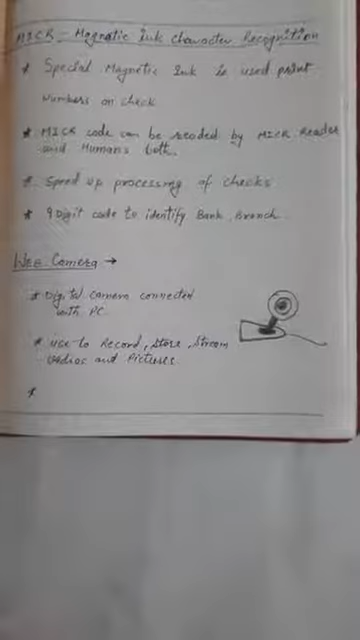 MICR - Magnetic Ink Character Recognition
* Special Magnetic Ink is used print
numbers on check
* MICR code can be readed by MICR Reader
and Humans both.
* Speed up processing of checks
* 9 Digit code to identify Bank, Branch
Web Camera →
* Digital camera connected
with PC.
* use to Record, Store, Stream
vedios and Pictures.
*